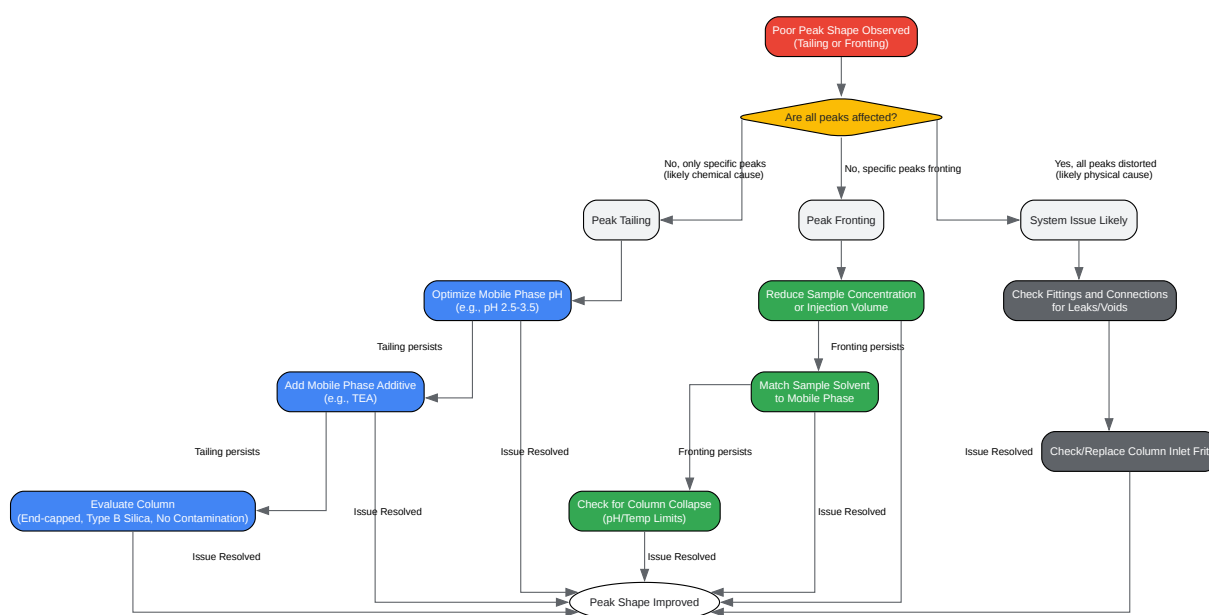 Poor Peak Shape Observed
(Tailing or Fronting)
Are all peaks affected?
No, only specific peaks
(likely chemical cause)
No, specific peaks fronting
Yes, all peaks distorted
(likely physical cause)
Peak Tailing
Peak Fronting
System Issue Likely
Optimize Mobile Phase pH
(e.g., pH 2.5-3.5)
Reduce Sample Concentration
or Injection Volume
Check Fittings and Connections
for Leaks/Voids
Tailing persists
Fronting persists
Add Mobile Phase Additive
(e.g., TEA)
Match Sample Solvent
to Mobile Phase
Tailing persists
Issue Resolved
Fronting persists
Issue Resolved
Check/Replace Column Inlet Frit
Evaluate Column
(End-capped, Type B Silica, No Contamination)
Issue Resolved
Check for Column Collapse
(pH/Temp Limits)
Issue Resolved
Issue Resolved
Issue Resolved
Peak Shape Improved